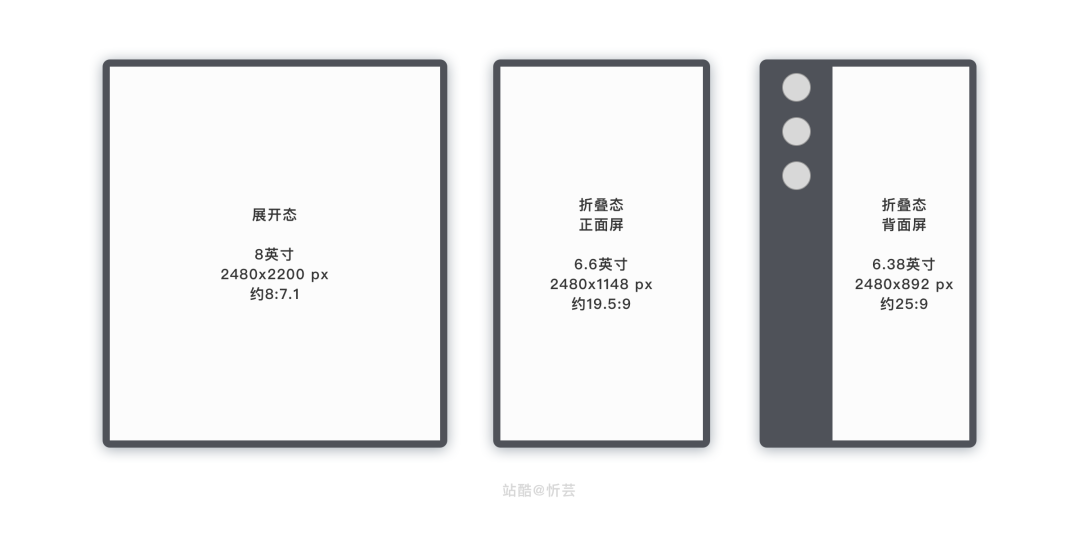 展开态
8英寸
2480x2200 px
约8:7.1
折叠态
正面屏
6.6英寸
2480x1148 px
约19.5:9
折叠态
背面屏
6.38英寸
2480x892 px
约25:9
站酷@忻芸